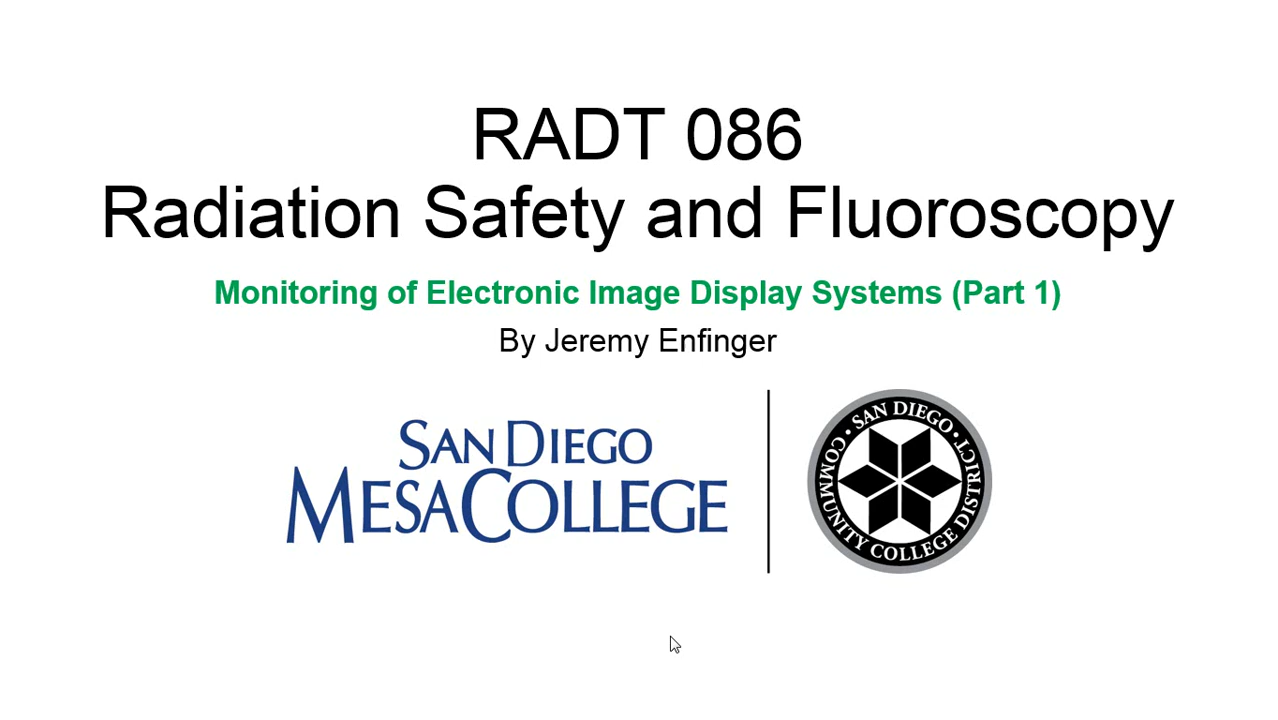 RADT 086
Radiation Safety and Fluoroscopy
Monitoring of Electronic Image Display Systems (Part 1)
By Jeremy Enfinger
SAN DIEGO
MESA COLLEGE
• SAN DIEGO •
COMMUNITY COLLEGE DISTRICT